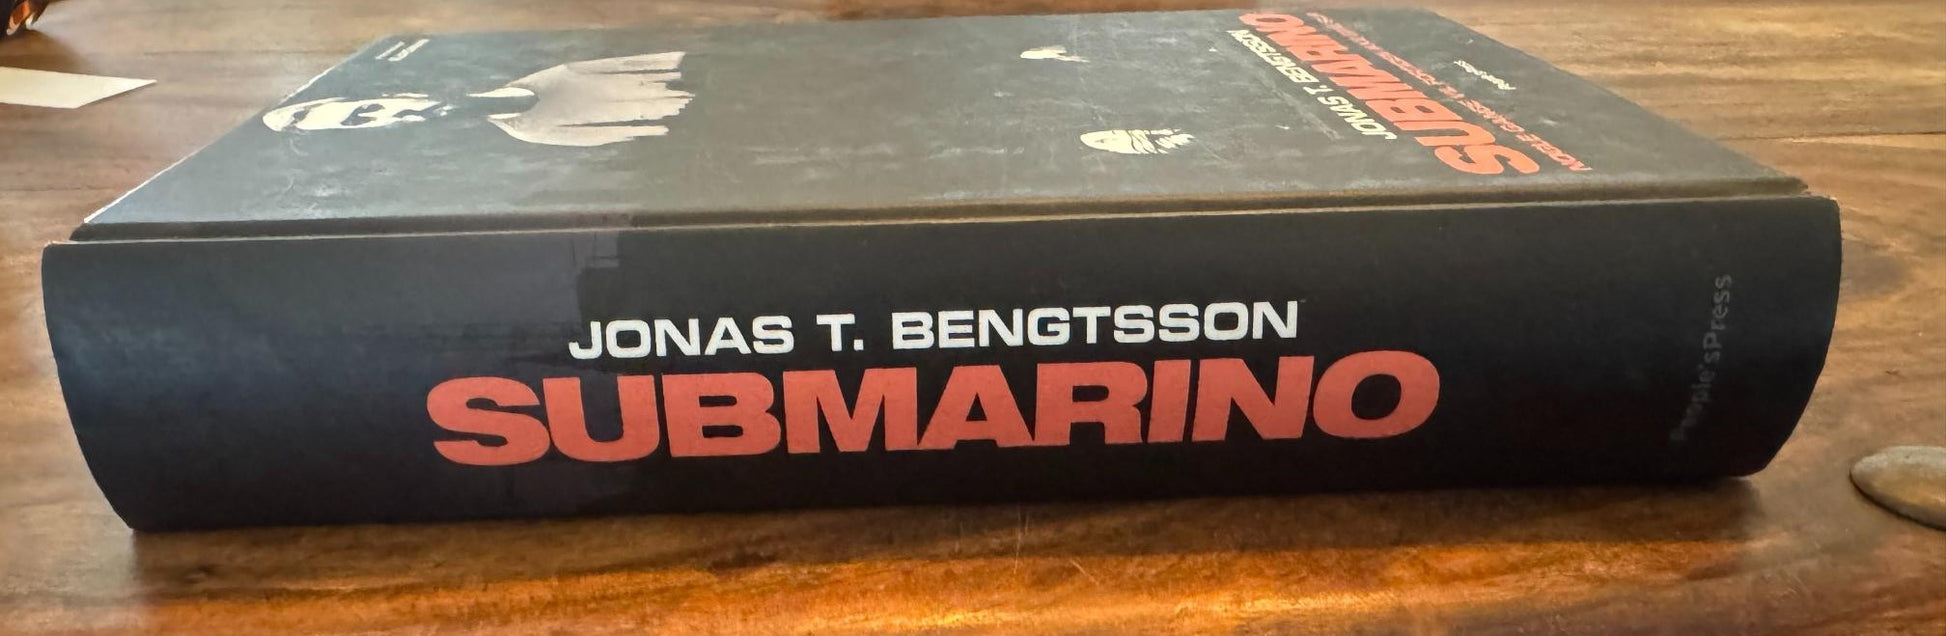 JONAS T. BENGTSSON
SUBMARINO
People'sPress
JONAS T. BENGTSSON
SUBMARINO